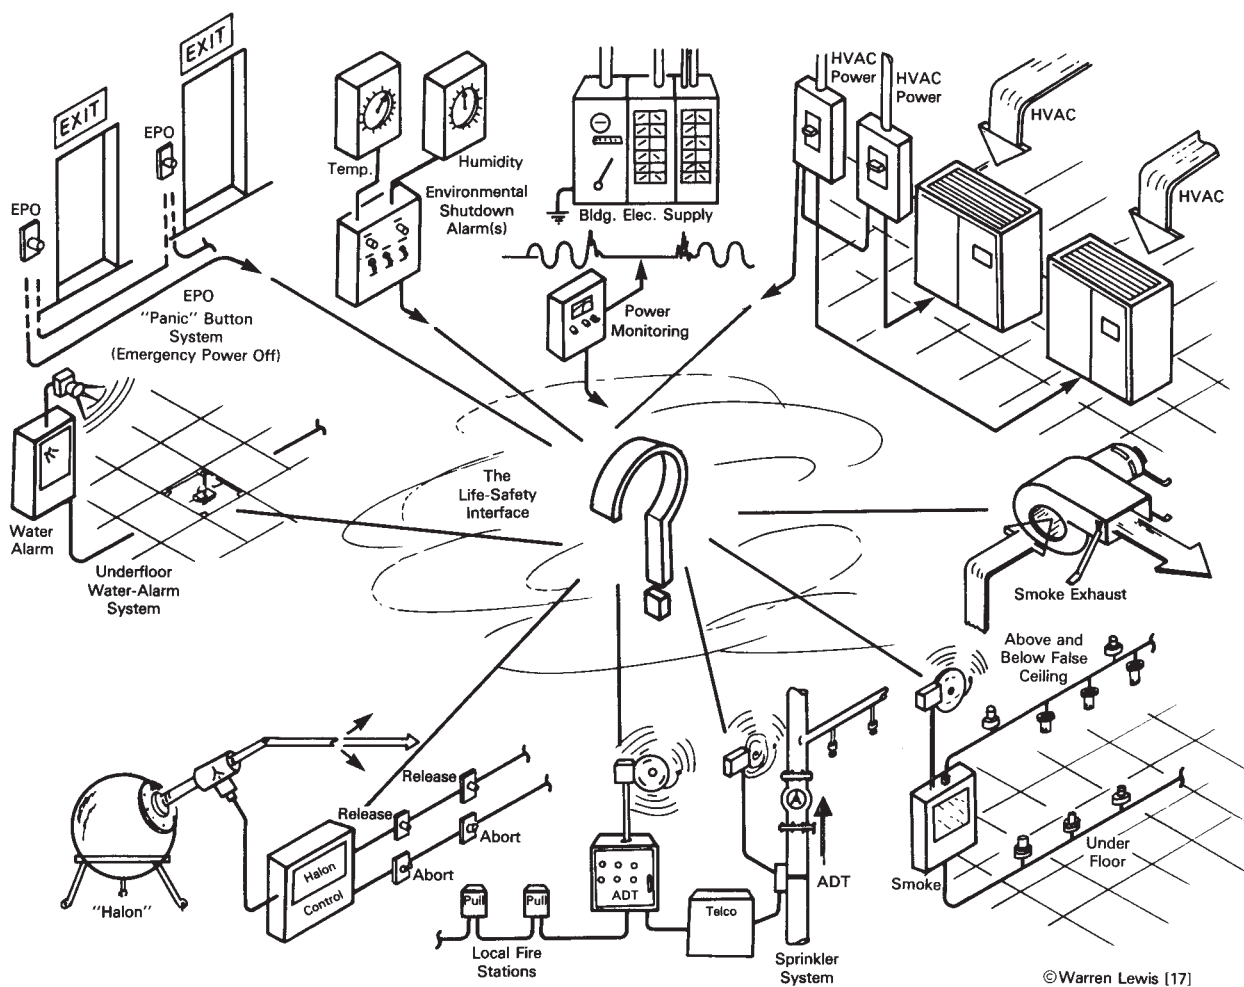 EXIT
EXIT
EPO
EPO
EPO
"Panic" Button
System
(Emergency Power Off)
Temp.
Humidity
Environmental
Shutdown
Alarm(s)
Bldg. Elec. Supply
Power
Monitoring
HVAC
Power
HVAC
Power
HVAC
HVAC
Water
Alarm
Underfloor
Water-Alarm
System
The
Life-Safety
Interface
Smoke Exhaust
Above and
Below False
Ceiling
Under
Floor
Smoke
"Halon"
Halon
Control
Release
Release
Abort
Abort
Pull
Pull
Local Fire
Stations
ADT
Telco
ADT
Sprinkler
System
©Warren Lewis [17]